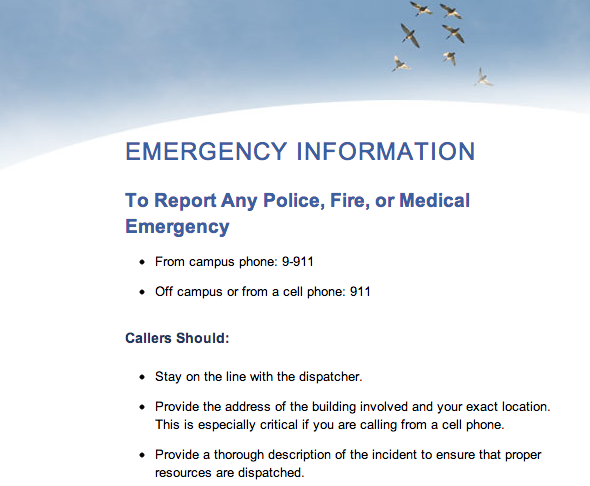 EMERGENCY INFORMATION
To Report Any Police, Fire, or Medical
Emergency
• From campus phone: 9-911
• Off campus or from a cell phone: 911
Callers Should:
• Stay on the line with the dispatcher.
• Provide the address of the building involved and your exact location.
This is especially critical if you are calling from a cell phone.
• Provide a thorough description of the incident to ensure that proper
resources are dispatched.